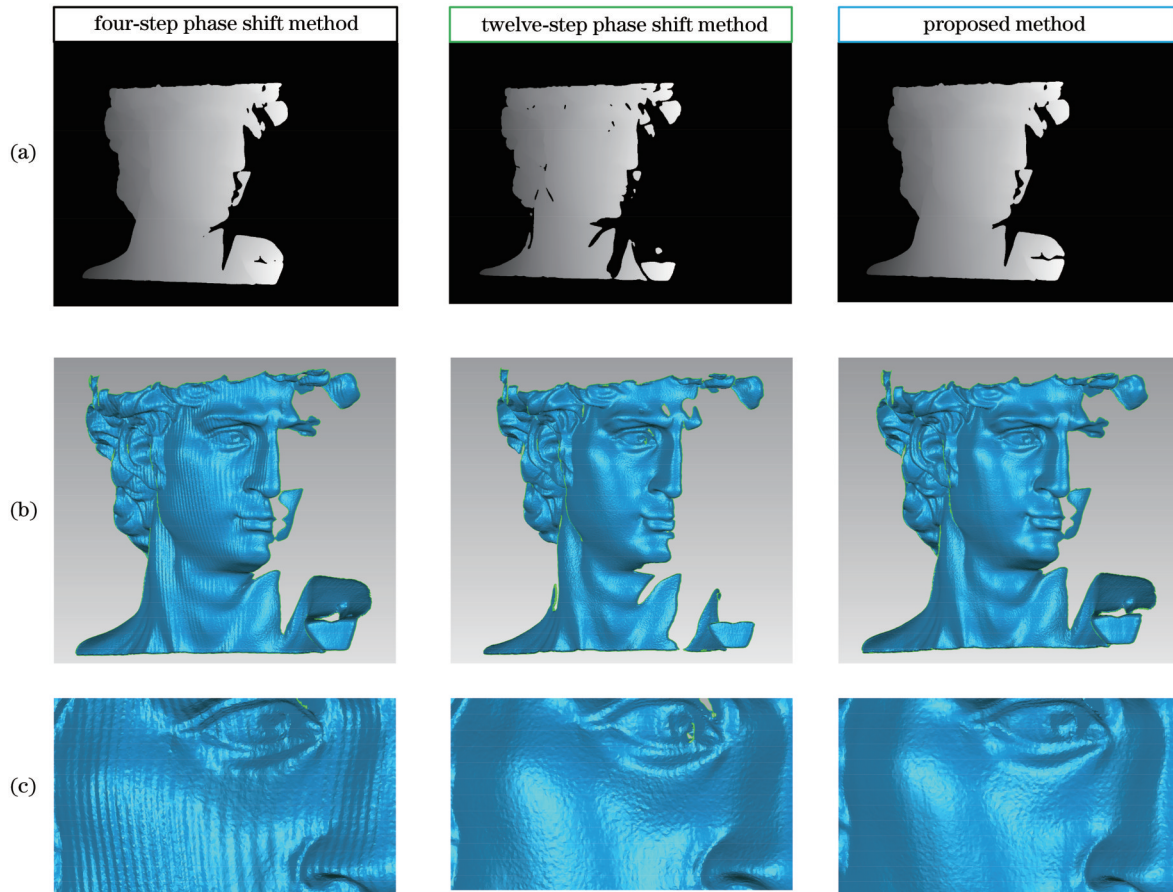 four-step phase shift method
twelve-step phase shift method
proposed method
(a)
(b)
(c)